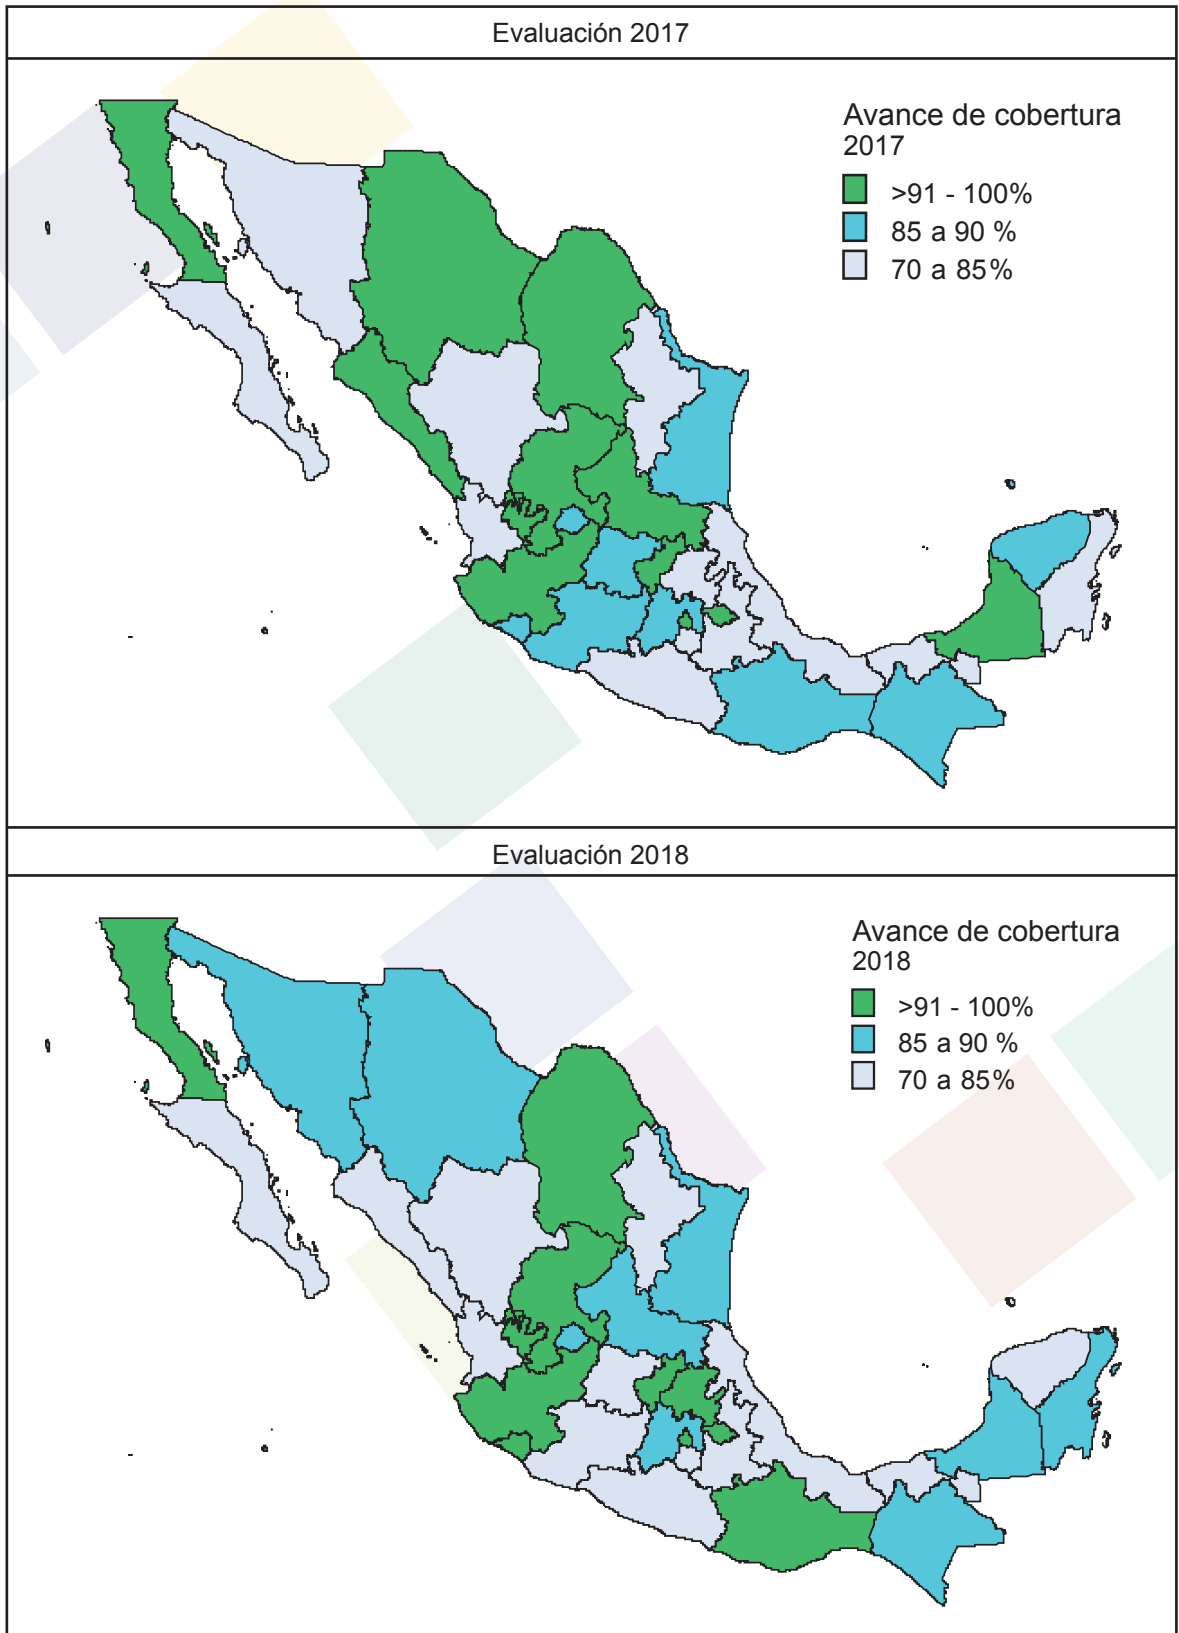 Evaluación 2017
Avance de cobertura
2017
>91 - 100%
85 a 90 %
70 a 85%
Evaluación 2018
Avance de cobertura
2018
>91 - 100%
85 a 90 %
70 a 85%